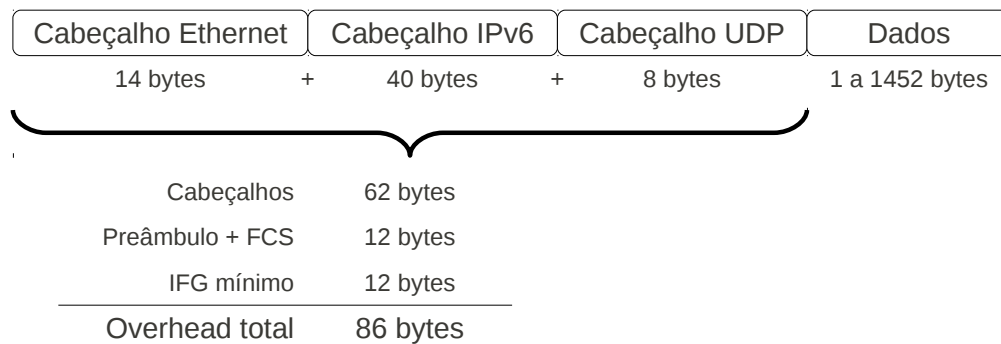 Cabeçalho Ethernet Cabeçalho IPv6 Cabeçalho UDP Dados
14 bytes + 40 bytes + 8 bytes 1 a 1452 bytes
Cabeçalhos 62 bytes
Preâmbulo + FCS 12 bytes
IFG mínimo 12 bytes
Overhead total 86 bytes